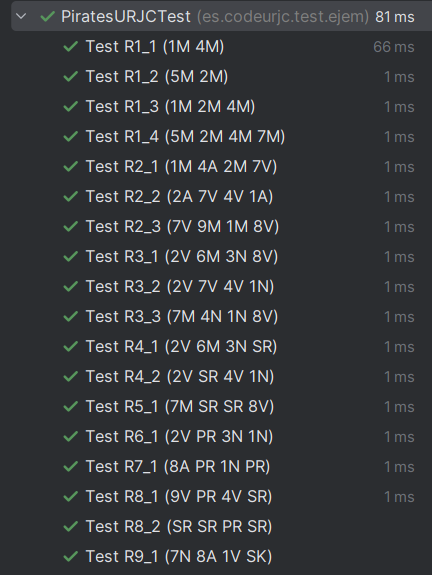 PiratesURJCTest (es.codeurjc.test.ejem) 81 ms
Test R1_1 (1M 4M) 66 ms
Test R1_2 (5M 2M) 1 ms
Test R1_3 (1M 2M 4M) 1 ms
Test R1_4 (5M 2M 4M 7M) 1 ms
Test R2_1 (1M 4A 2M 7V) 1 ms
Test R2_2 (2A 7V 4V 1A) 1 ms
Test R2_3 (7V 9M 1M 8V) 1 ms
Test R3_1 (2V 6M 3N 8V) 1 ms
Test R3_2 (2V 7V 4V 1N) 1 ms
Test R3_3 (7M 4N 1N 8V) 1 ms
Test R4_1 (2V 6M 3N SR) 1 ms
Test R4_2 (2V SR 4V 1N) 1 ms
Test R5_1 (7M SR SR 8V) 1 ms
Test R6_1 (2V PR 3N 1N) 1 ms
Test R7_1 (8A PR 1N PR) 1 ms
Test R8_1 (9V PR 4V SR) 1 ms
Test R8_2 (SR SR PR SR)
Test R9_1 (7N 8A 1V SK)